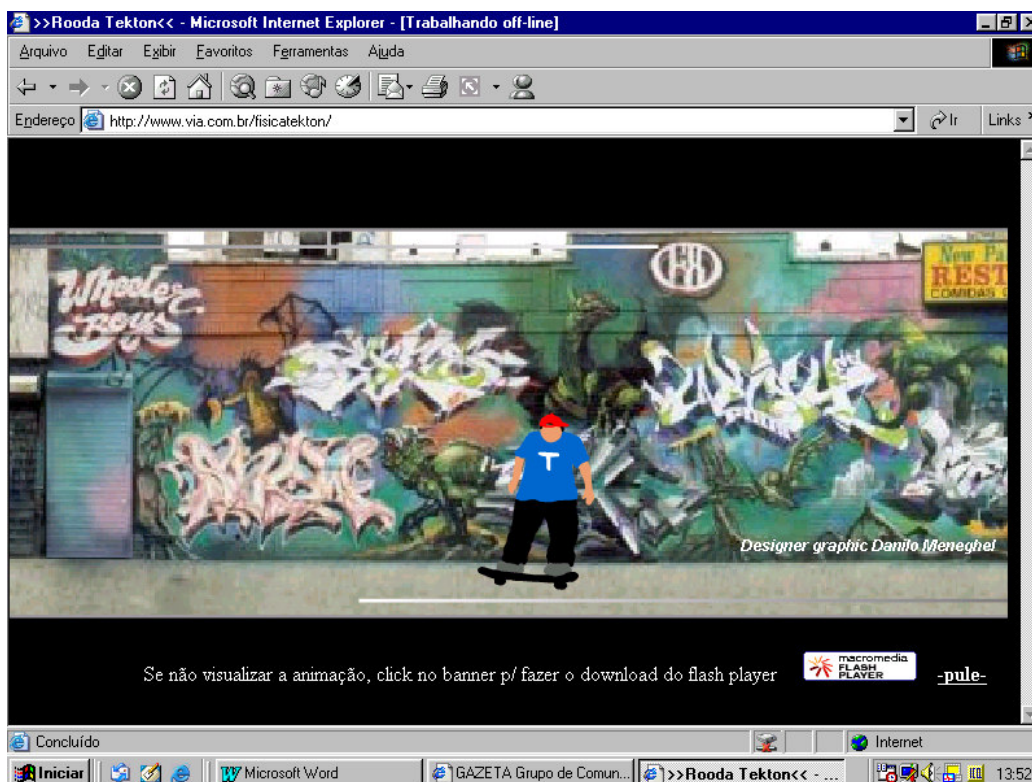 >>Rooda Tekton<< - Microsoft Internet Explorer - [Trabalhando off-line]
Arquivo Editar Exibir Favoritos Ferramentas Ajuda
Endereço http://www.via.com.br/fisicatekton/ Ir Links
Wheeler
Boys
New Pa
REST
COMIDAS
T
Designer graphic Danilo Meneghel
Se não visualizar a animação, click no banner p/ fazer o download do flash player
macromedia
FLASH
PLAYER
-pule-
Concluído Internet
Iniciar Microsoft Word GAZETA Grupo de Comun... >>Rooda Tekton<< - ... 13:52